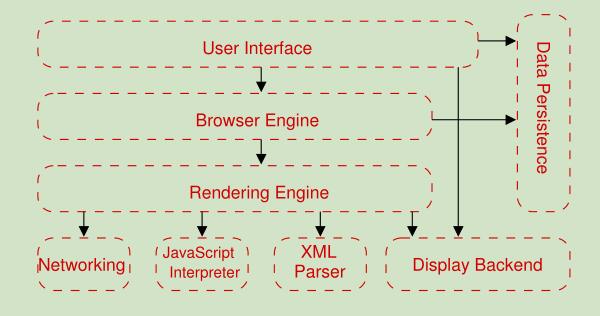 User Interface
Data Persistence
Browser Engine
Rendering Engine
Networking
JavaScript
Interpreter
XML
Parser
Display Backend